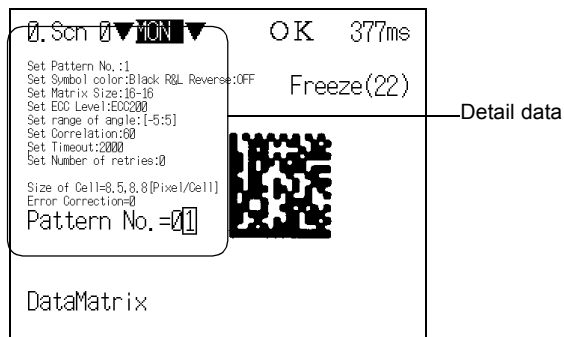 0.Scn 0▼MON ▼ OK 377ms
Set Pattern No.:1
Set Symbol color:Black R&L Reverse:OFF
Freeze(22)
Set Matrix Size:16-16
Set ECC Level:ECC200
Detail data
Set range of angle:[-5:5]
Set Correlation:60
Set Timeout:2000
Set Number of retries:0
Size of Cell=8.5,8.8[Pixel/Cell]
Error Correction=0
Pattern No.=01
DataMatrix